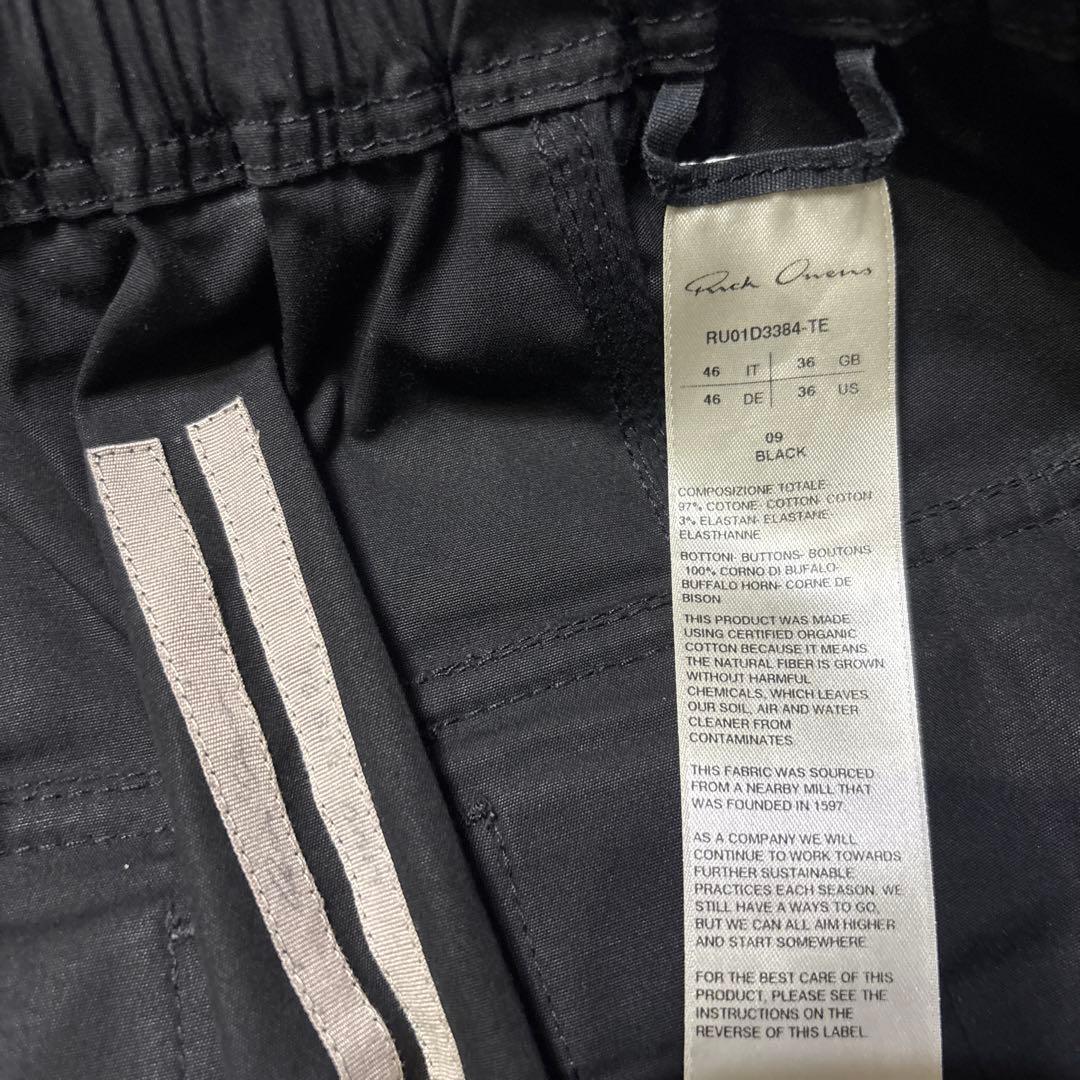 Rick Owens
RU01D3384-TE
46 IT 36 GB
46 DE 36 US
09
BLACK
COMPOSIZIONE TOTALE
97% COTONE- COTTON- COTON
3% ELASTAN- ELASTANE-
ELASTHANNE
BOTTONI- BUTTONS- BOUTONS
100% CORNO DI BUFALO-
BUFFALO HORN- CORNE DE
BISON
THIS PRODUCT WAS MADE
USING CERTIFIED ORGANIC
COTTON BECAUSE IT MEANS
THE NATURAL FIBER IS GROWN
WITHOUT HARMFUL
CHEMICALS, WHICH LEAVES
OUR SOIL, AIR AND WATER
CLEANER FROM
CONTAMINATES.
THIS FABRIC WAS SOURCED
FROM A NEARBY MILL THAT
WAS FOUNDED IN 1597.
AS A COMPANY WE WILL
CONTINUE TO WORK TOWARDS
FURTHER SUSTAINABLE
PRACTICES EACH SEASON. WE
STILL HAVE A WAYS TO GO,
BUT WE CAN ALL AIM HIGHER
AND START SOMEWHERE.
FOR THE BEST CARE OF THIS
PRODUCT, PLEASE SEE THE
INSTRUCTIONS ON THE
REVERSE OF THIS LABEL.